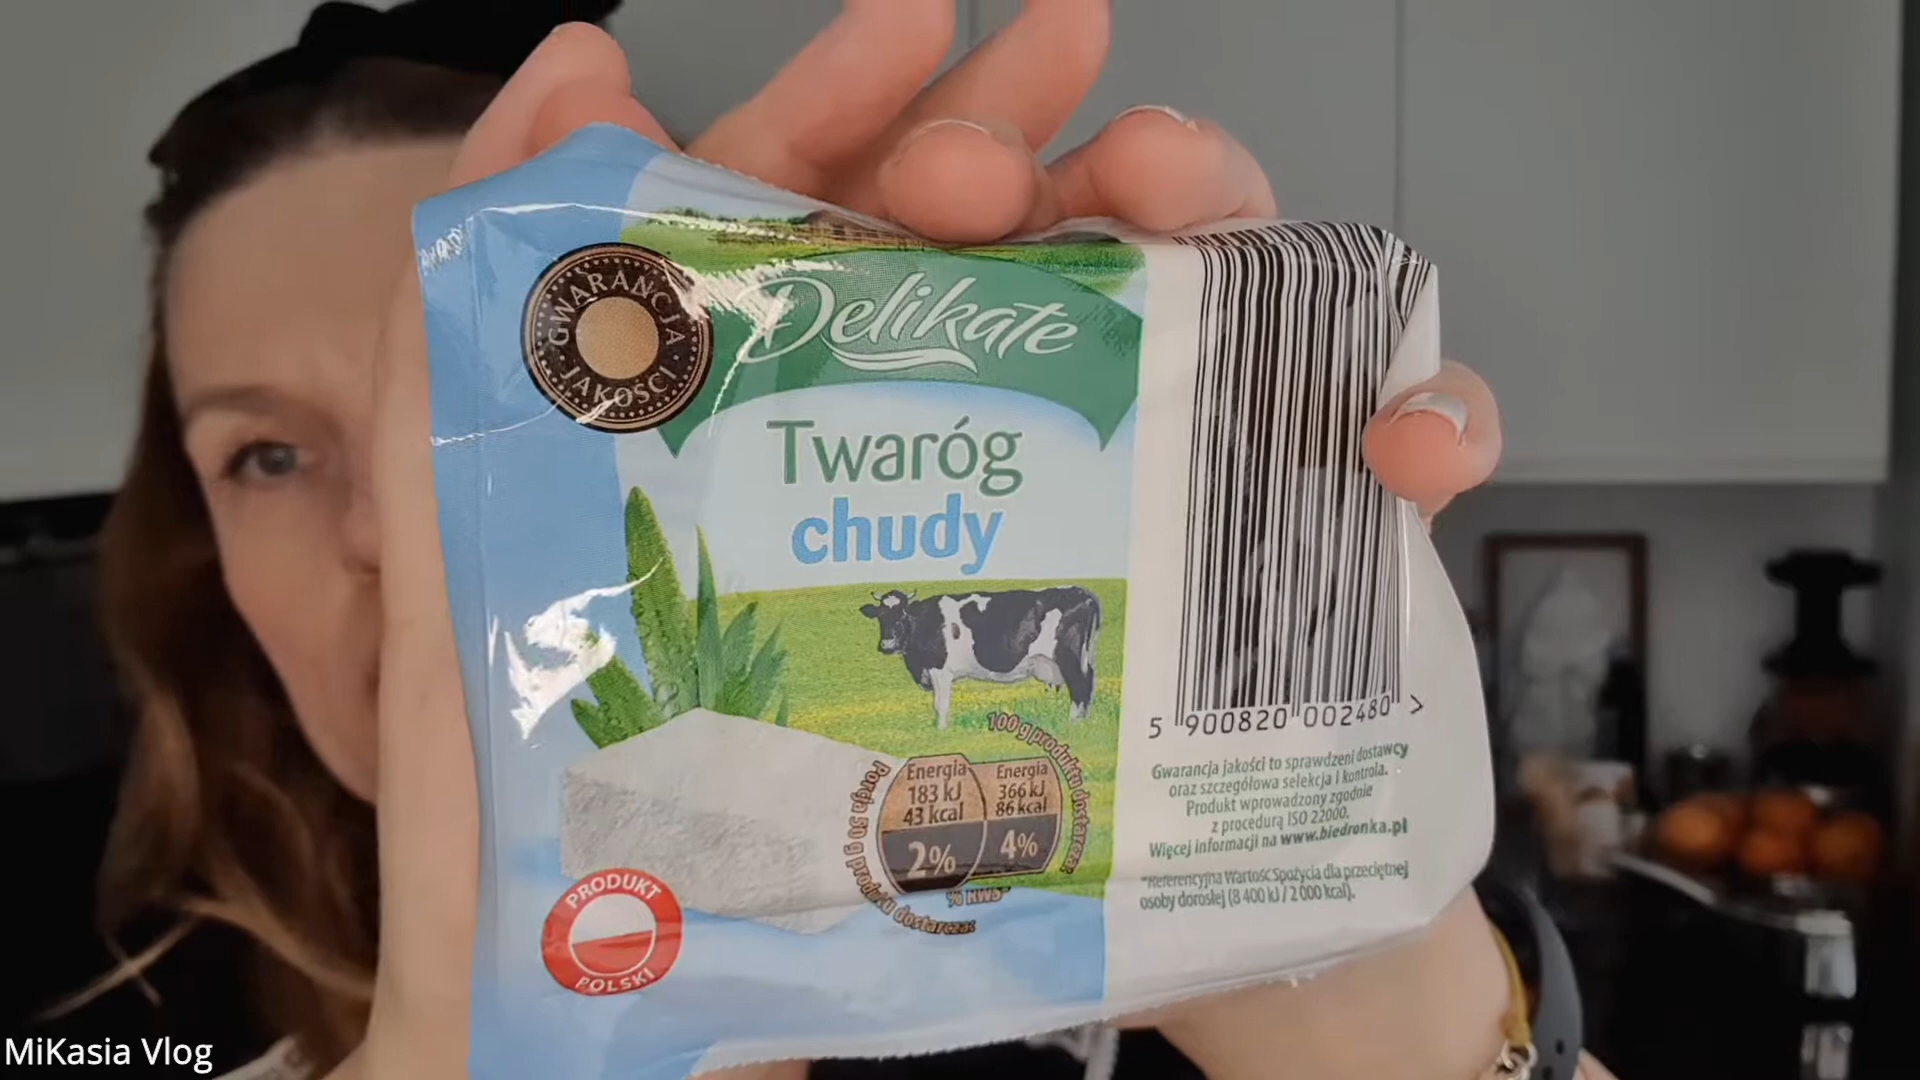 GWARANCJA
JAKOŚCI
Delikate
Twaróg
chudy
Porcja 50 g produktu dostarcza:
100 g produktu dostarcza:
Energia
183 kJ
43 kcal
2%
Energia
366 kJ
86 kcal
4%
% RWS*
PRODUKT
POLSKI
5 900820 002480 >
Gwarancja jakości to sprawdzeni dostawcy
oraz szczegółowa selekcja i kontrola.
Produkt wprowadzony zgodnie
z procedurą ISO 22000.
Więcej informacji na www.biedronka.pl
*Referencyjna Wartość Spożycia dla przeciętnej
osoby dorosłej (8 400 kJ / 2 000 kcal).
MiKasia Vlog